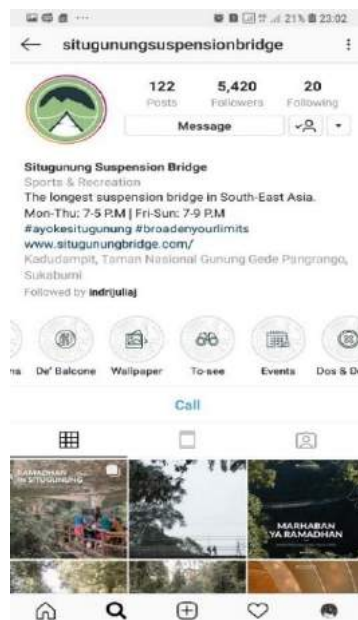 21% 23:02
situgunungsuspensionbridge
122 5,420 20
Posts Followers Following
Message
Situgunung Suspension Bridge
Sports & Recreation
The longest suspension bridge in South-East Asia.
Mon-Thu: 7-5 P.M | Fri-Sun: 7-9 P.M
#ayokesitugunung #broadenyourlimits
www.situgunungbridge.com/
Kadudampit, Taman Nasional Gunung Gede Pangrango,
Sukabumi
Followed by indrijuliaj
ns De' Balcone Wallpaper To-see Events Dos & D
Call
RAMADHAN
IN SITUGUNUNG
MARHABAN
YA RAMADHAN